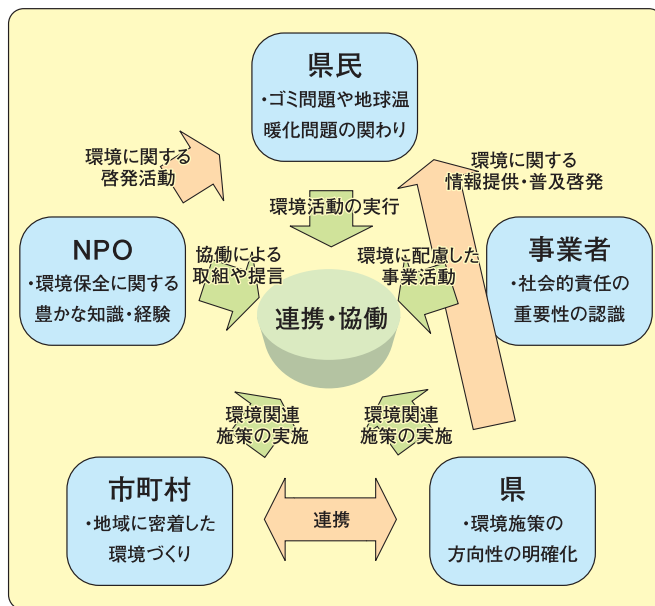 県民
・ゴミ問題や地球温
暖化問題の関わり
環境に関する
啓発活動
環境に関する
情報提供・普及啓発
環境活動の実行
NPO
・環境保全に関する
豊かな知識・経験
協働による
取組や提言
環境に配慮した
事業活動
事業者
・社会的責任の
重要性の認識
連携・協働
環境関連
施策の実施
環境関連
施策の実施
市町村
・地域に密着した
環境づくり
連携
県
・環境施策の
方向性の明確化